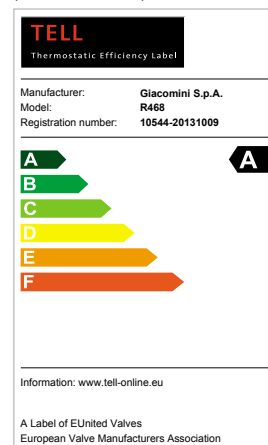 TELL
Thermostatic Efficiency Label
Manufacturer: Giacomini S.p.A.
Model: R468
Registration number: 10544-20131009
A A
B
C
D
E
F
Information: www.tell-online.eu
A Label of EUnited Valves
European Valve Manufacturers Association